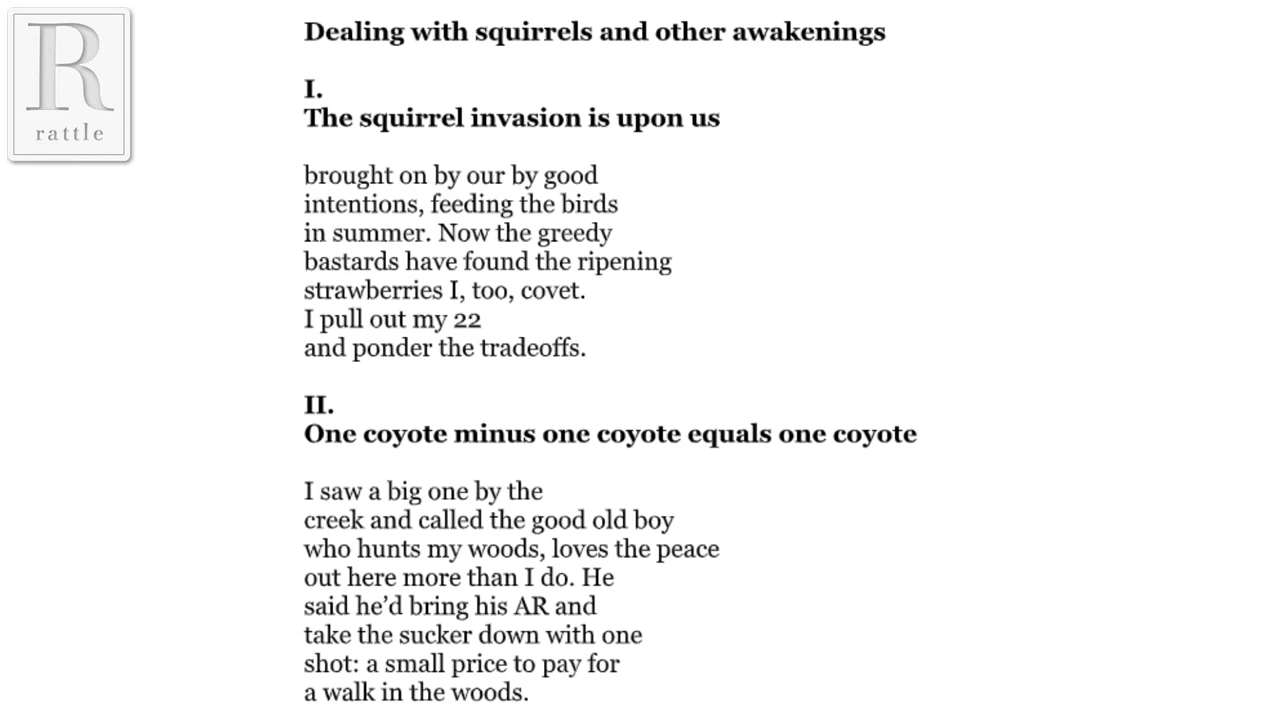 R
rattle
Dealing with squirrels and other awakenings
I.
The squirrel invasion is upon us
brought on by our by good
intentions, feeding the birds
in summer. Now the greedy
bastards have found the ripening
strawberries I, too, covet.
I pull out my 22
and ponder the tradeoffs.
II.
One coyote minus one coyote equals one coyote
I saw a big one by the
creek and called the good old boy
who hunts my woods, loves the peace
out here more than I do. He
said he’d bring his AR and
take the sucker down with one
shot: a small price to pay for
a walk in the woods.